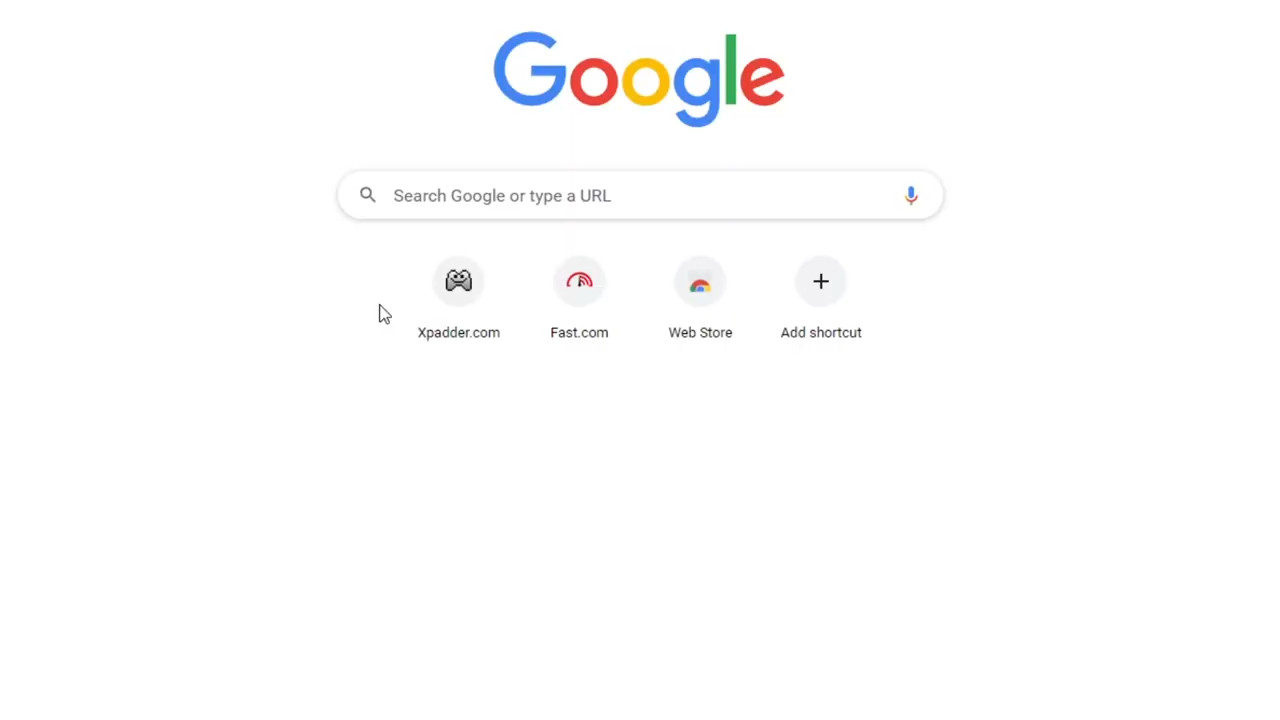 Google
Search Google or type a URL
Xpadder.com
Fast.com
Web Store
Add shortcut